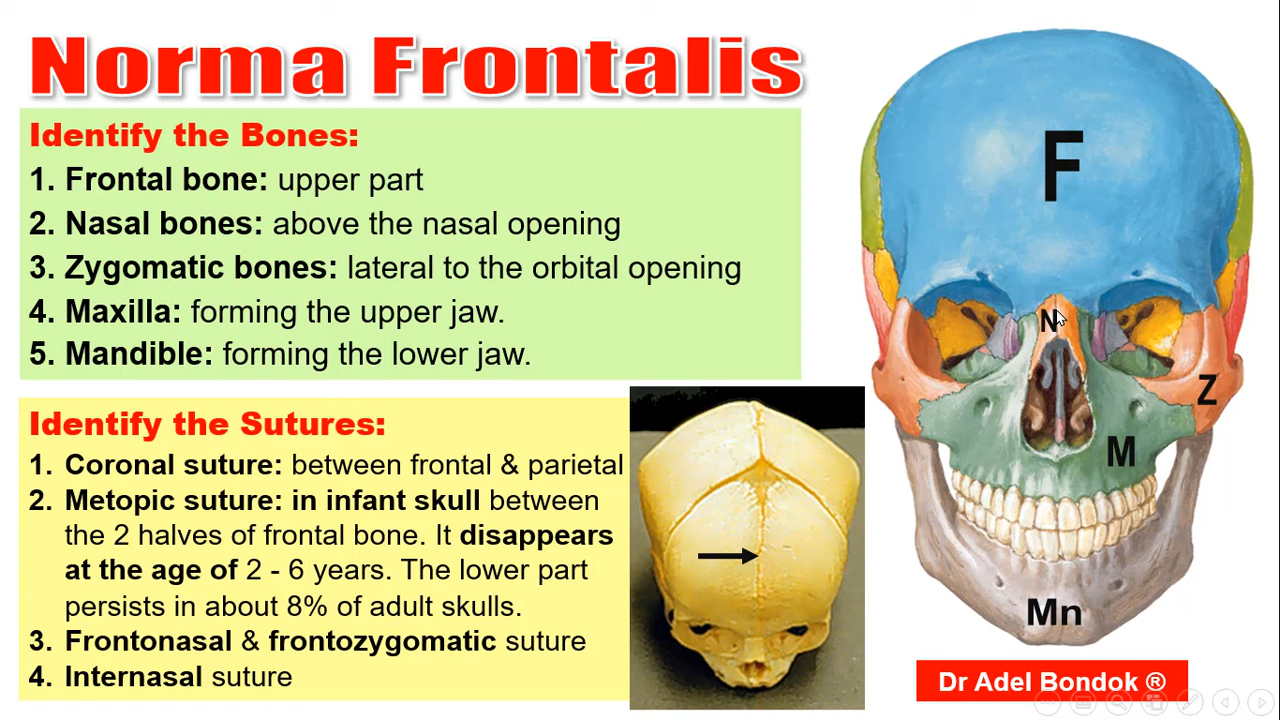 Norma Frontalis
Identify the Bones:
1. Frontal bone: upper part
2. Nasal bones: above the nasal opening
3. Zygomatic bones: lateral to the orbital opening
4. Maxilla: forming the upper jaw.
5. Mandible: forming the lower jaw.
Identify the Sutures:
1. Coronal suture: between frontal & parietal
2. Metopic suture: in infant skull between
the 2 halves of frontal bone. It disappears
at the age of 2 - 6 years. The lower part
persists in about 8% of adult skulls.
3. Frontonasal & frontozygomatic suture
4. Internasal suture
F
N
Z
M
Mn
Dr Adel Bondok ®